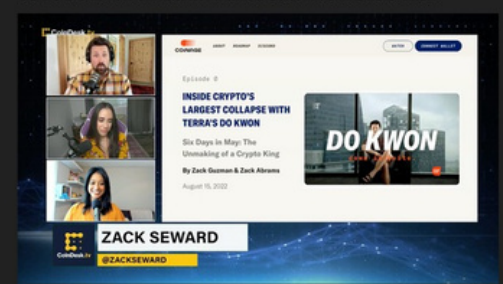 CoinDesk.tv
COINAGE
ABOUT
ROADMAP
DISCORD
CONNECT WALLET
Episode 0
INSIDE CRYPTO'S
LARGEST COLLAPSE WITH
TERRA'S DO KWON
Six Days in May: The
Unmaking of a Crypto King
By Zack Guzman & Zack Abrams
August 15, 2022
DO KWON
ZACK SEWARD
CoinDesk.tv
@ZACKSEWARD